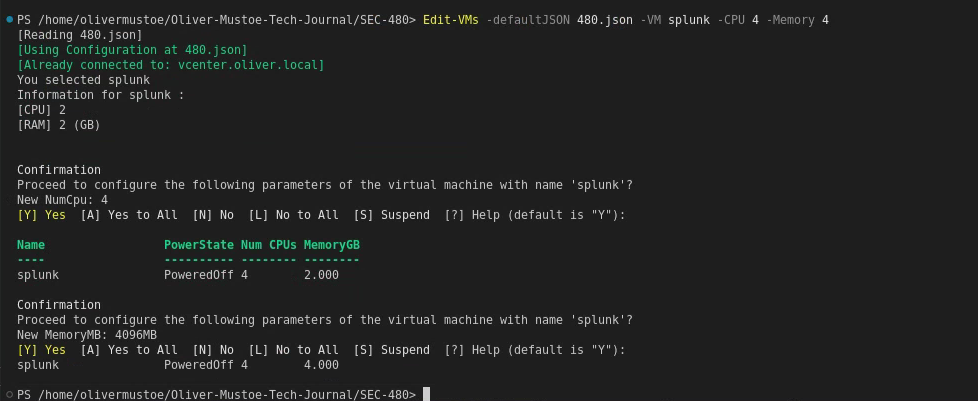 PS /home/olivermustoe/Oliver-Mustoe-Tech-Journal/SEC-480> Edit-VMs -defaultJSON 480.json -VM splunk -CPU 4 -Memory 4
[Reading 480.json]
[Using Configuration at 480.json]
[Already connected to: vcenter.oliver.local]
You selected splunk
Information for splunk :
[CPU] 2
[RAM] 2 (GB)
Confirmation
Proceed to configure the following parameters of the virtual machine with name 'splunk'?
New NumCpu: 4
[Y] Yes  [A] Yes to All  [N] No  [L] No to All  [S] Suspend  [?] Help (default is "Y"):
Name                 PowerState Num CPUs MemoryGB
----                 ---------- -------- --------
splunk               PoweredOff 4        2.000
Confirmation
Proceed to configure the following parameters of the virtual machine with name 'splunk'?
New MemoryMB: 4096MB
[Y] Yes  [A] Yes to All  [N] No  [L] No to All  [S] Suspend  [?] Help (default is "Y"):
splunk               PoweredOff 4        4.000
PS /home/olivermustoe/Oliver-Mustoe-Tech-Journal/SEC-480>